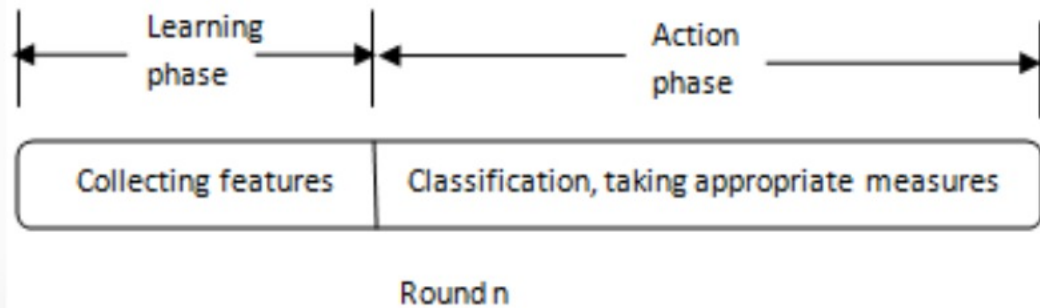 Learning
phase
Action
phase
Collecting features
Classification, taking appropriate measures
Round n